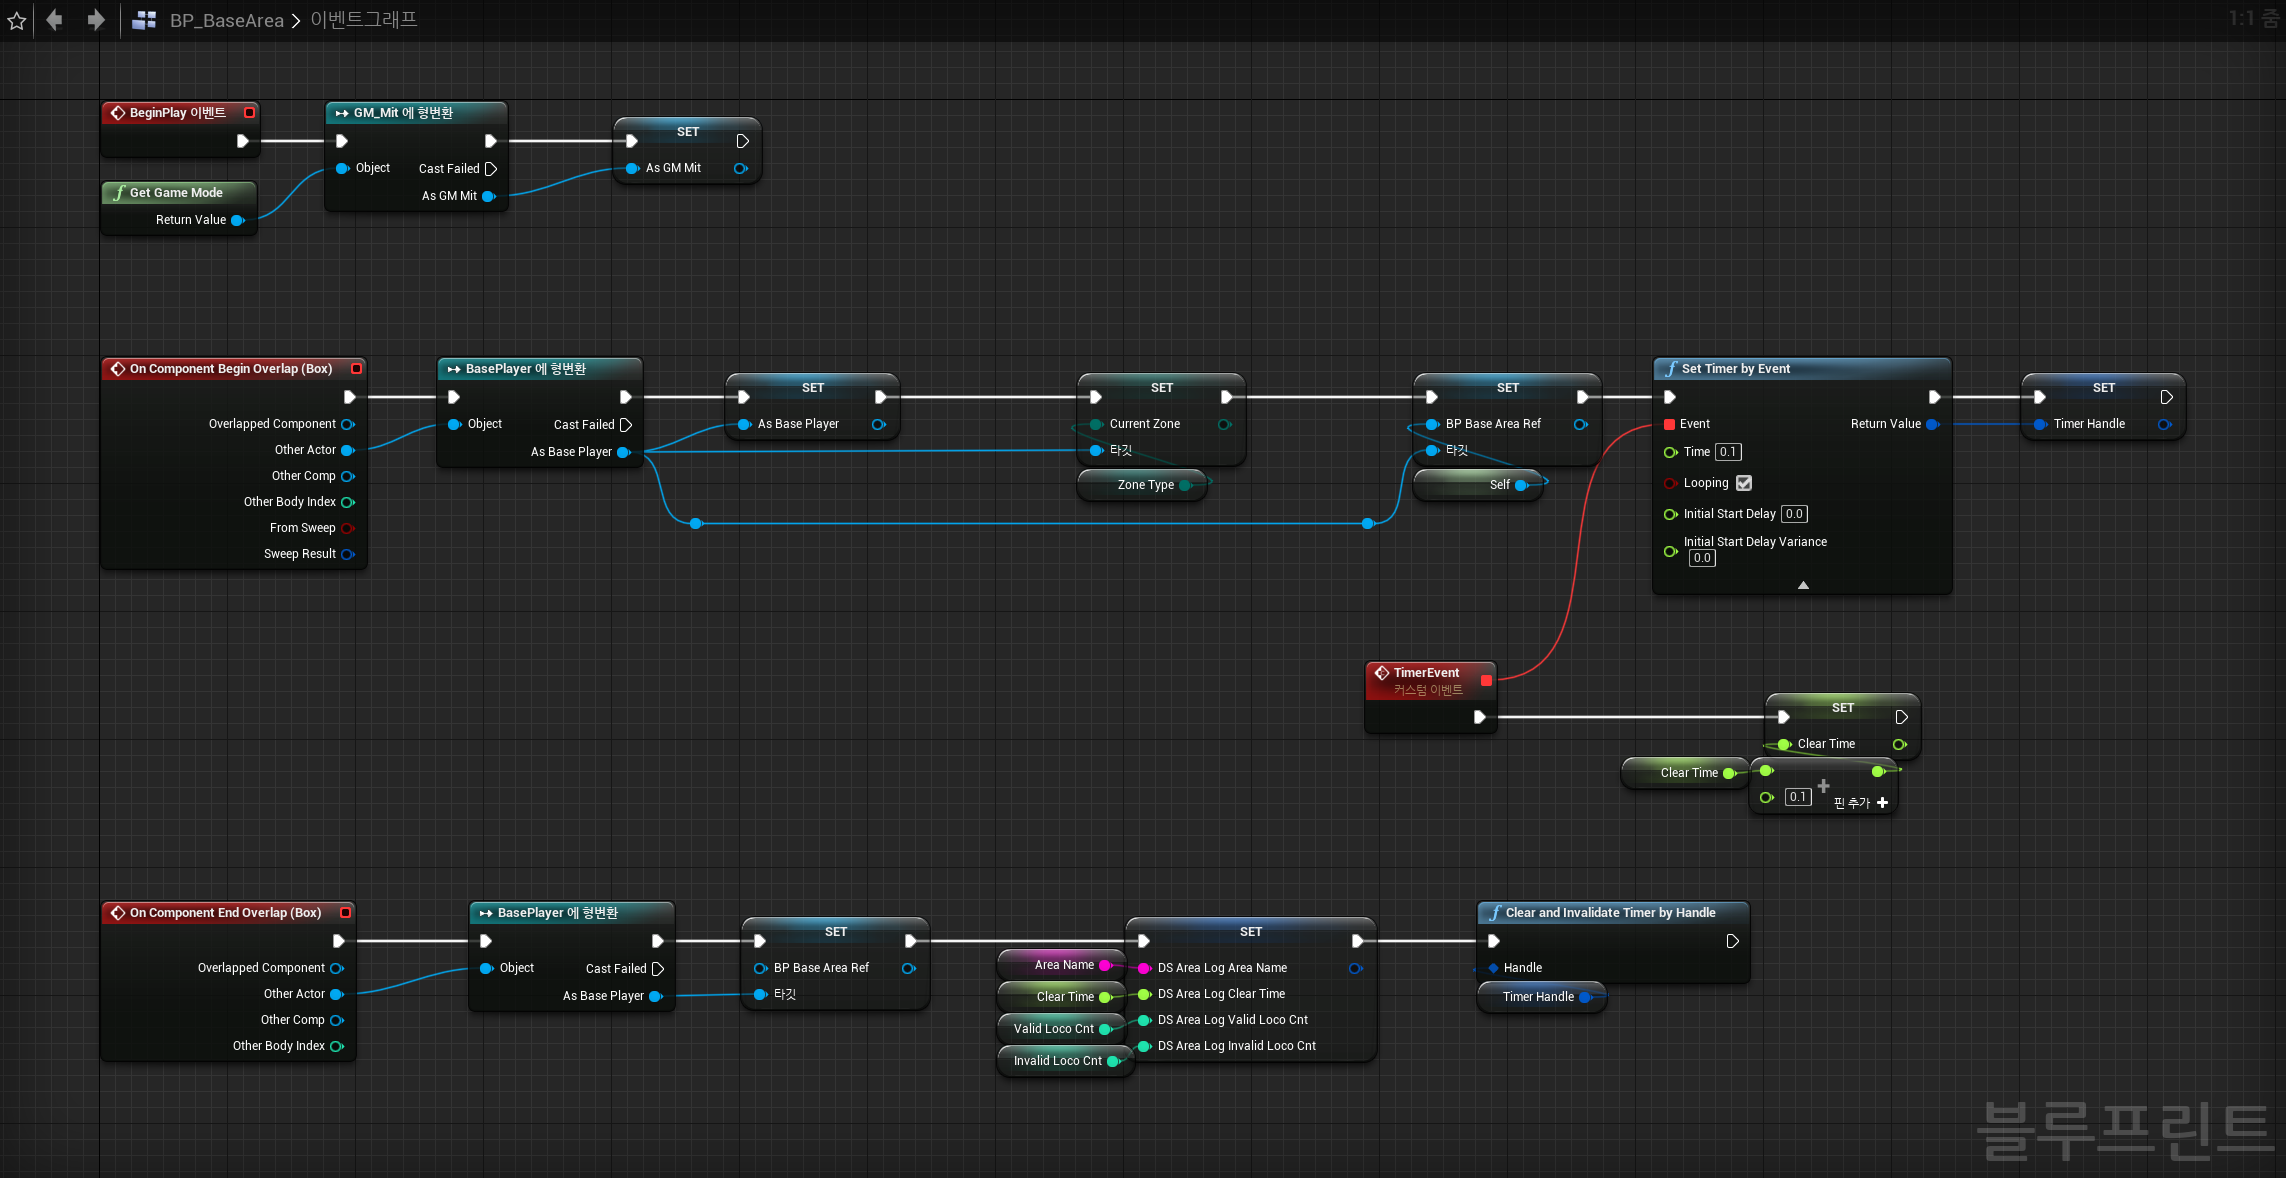 BP_BaseArea > 이벤트그래프
1:1 줌
BeginPlay 이벤트
Get Game Mode
Return Value
GM_Mit 에 형변환
Object
Cast Failed
As GM Mit
SET
As GM Mit
On Component Begin Overlap (Box)
Overlapped Component
Other Actor
Other Comp
Other Body Index
From Sweep
Sweep Result
BasePlayer 에 형변환
Object
Cast Failed
As Base Player
SET
As Base Player
SET
Current Zone
타깃
Zone Type
SET
BP Base Area Ref
타깃
Self
Set Timer by Event
Event
Return Value
Time 0.1
Looping
Initial Start Delay 0.0
Initial Start Delay Variance
0.0
SET
Timer Handle
TimerEvent
커스텀 이벤트
SET
Clear Time
Clear Time
0.1
핀 추가
On Component End Overlap (Box)
Overlapped Component
Other Actor
Other Comp
Other Body Index
BasePlayer 에 형변환
Object
Cast Failed
As Base Player
SET
BP Base Area Ref
타깃
Area Name
Clear Time
Valid Loco Cnt
Invalid Loco Cnt
SET
DS Area Log Area Name
DS Area Log Clear Time
DS Area Log Valid Loco Cnt
DS Area Log Invalid Loco Cnt
Clear and Invalidate Timer by Handle
Handle
Timer Handle
블루프린트